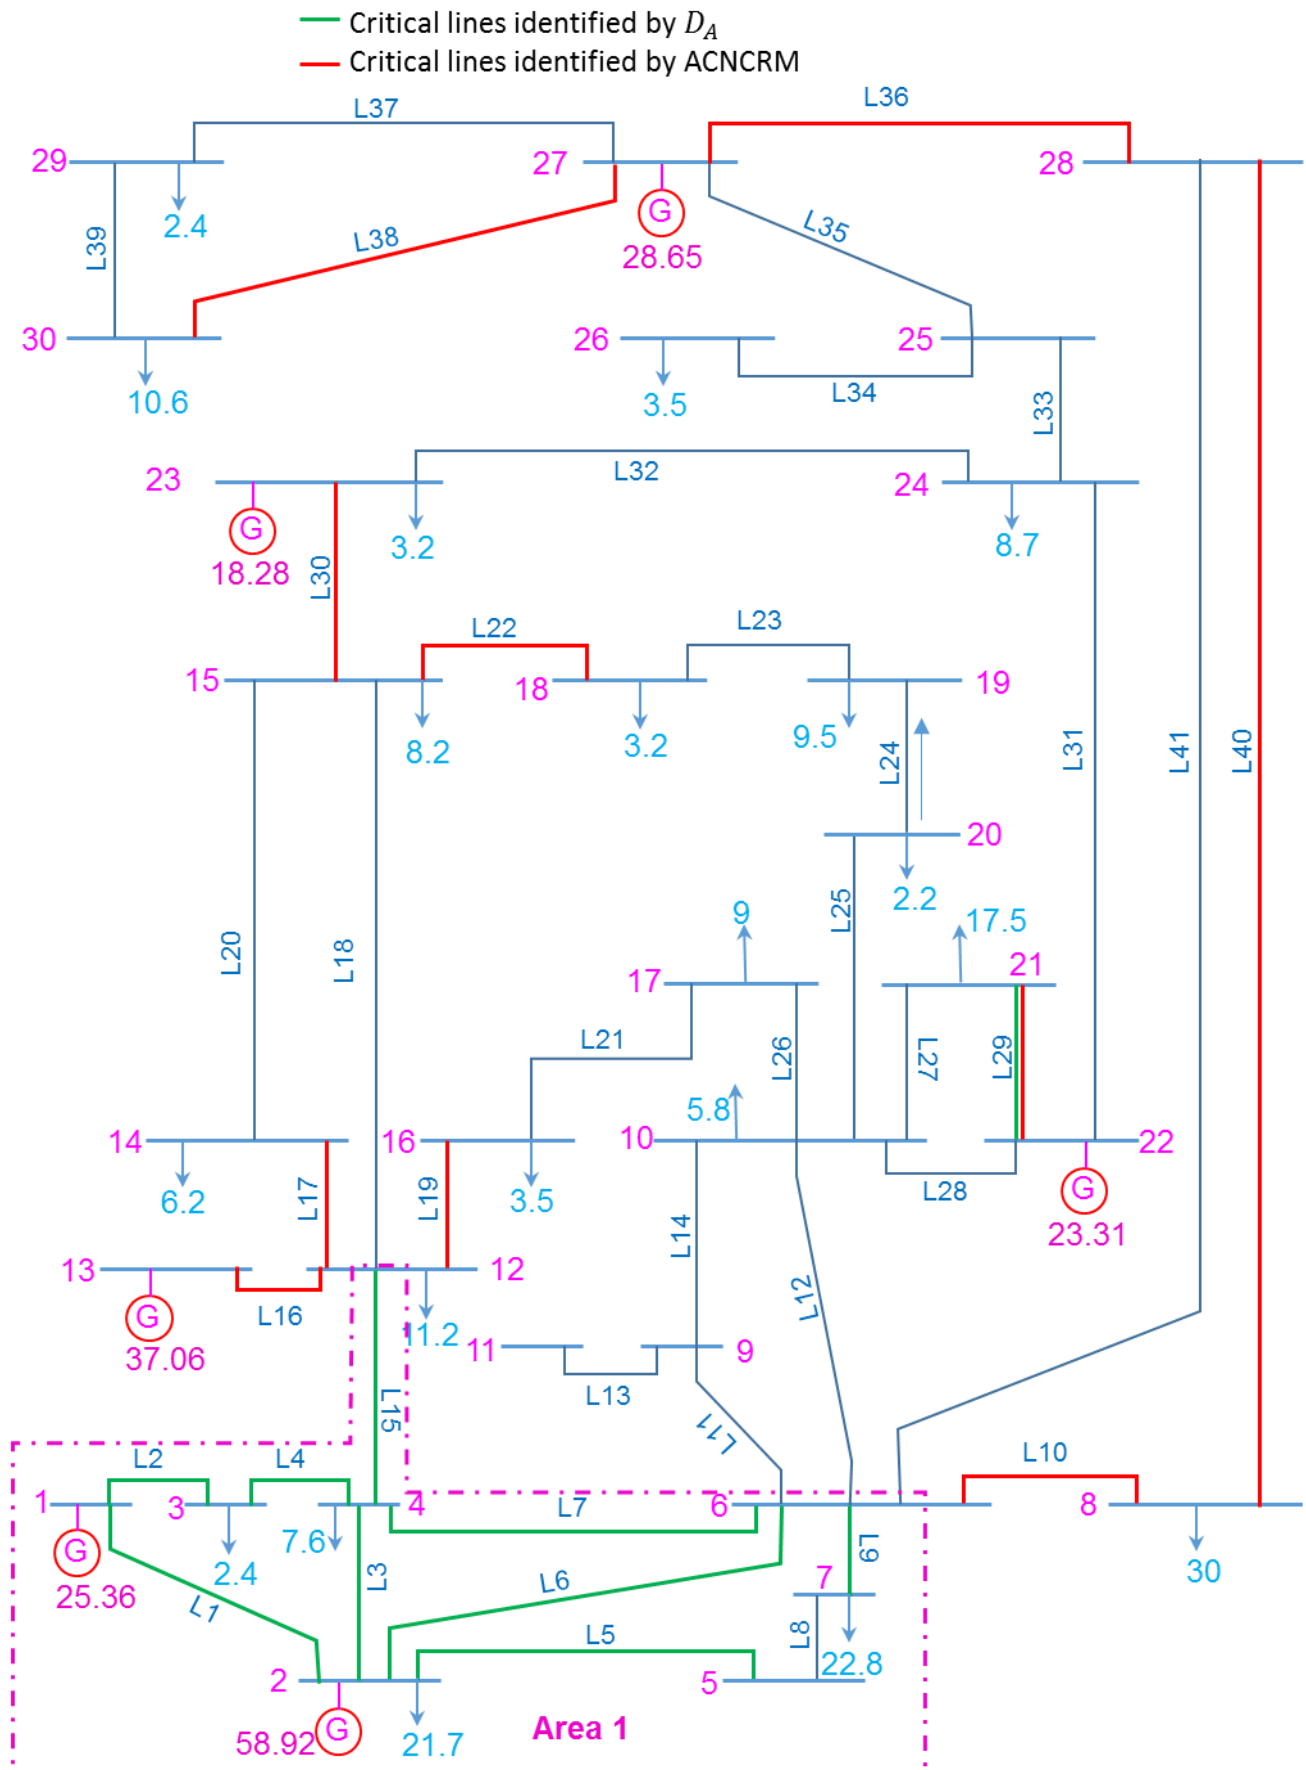 Critical lines identified by D_A
Critical lines identified by ACNCRM
L37
L36
29
27
28
2.4
G
28.65
L39
L38
L35
30
26
25
10.6
3.5
L34
L33
23
L32
24
G
3.2
8.7
18.28
L30
L22
L23
15
18
19
8.2
3.2
9.5
L24
L31
L41
L40
20
L25
2.2
9
17.5
L20
L18
17
21
L21
L26
L27
L29
5.8
14
16
10
22
6.2
L17
L19
3.5
L14
L28
G
23.31
13
12
G
L16
L12
37.06
11.2
11
9
L13
L15
L11
L2
L4
L10
1
3
4
L7
6
8
G
7.6
L9
25.36
2.4
L3
L6
7
30
L1
L5
L8
2
5
22.8
58.92
G
21.7
Area 1